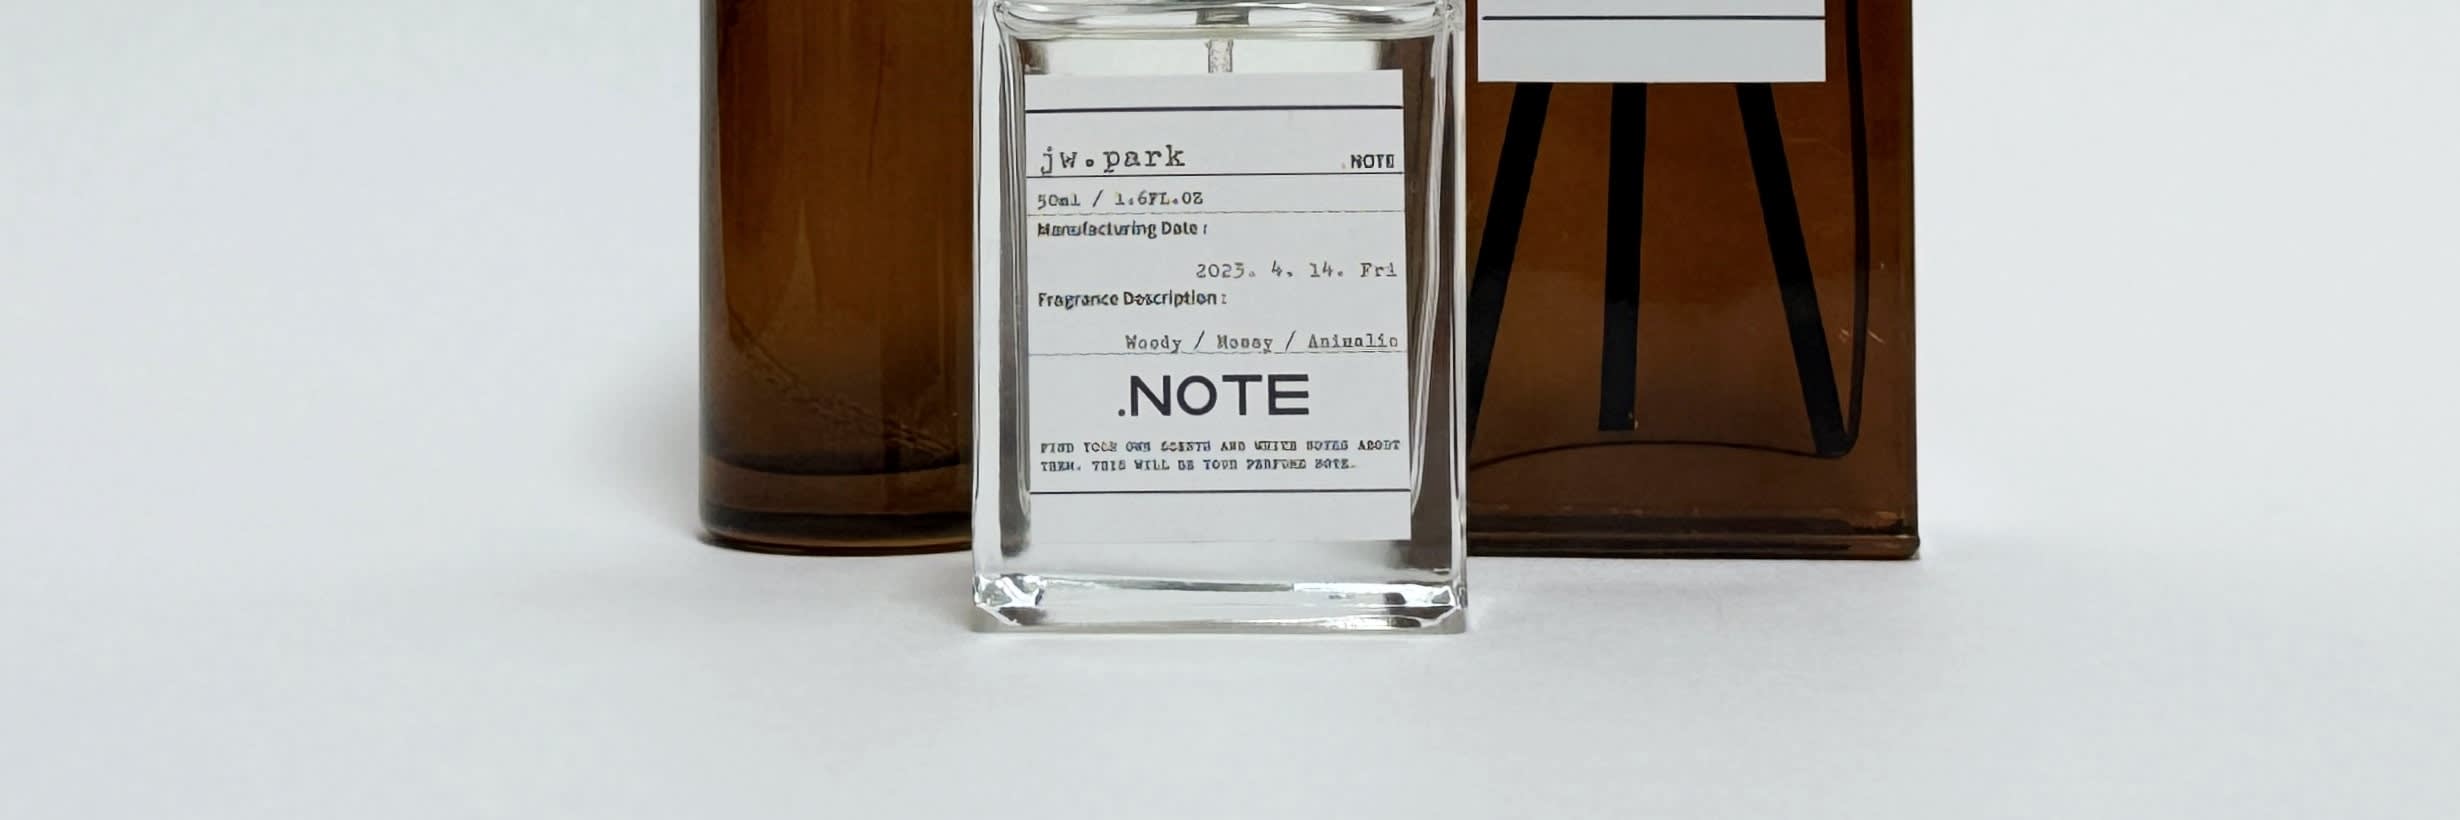 jw.park .NOTE
50ml / 1.6FL.OZ
Manufacturing Date :
2023. 4. 14. Fri
Fragrance Description :
Woody / Mossy / Animalic
.NOTE
FIND YOUR OWN SCENTS AND WRITE NOTES ABOUT
THEM. THIS WILL BE YOUR PERFUME NOTE.